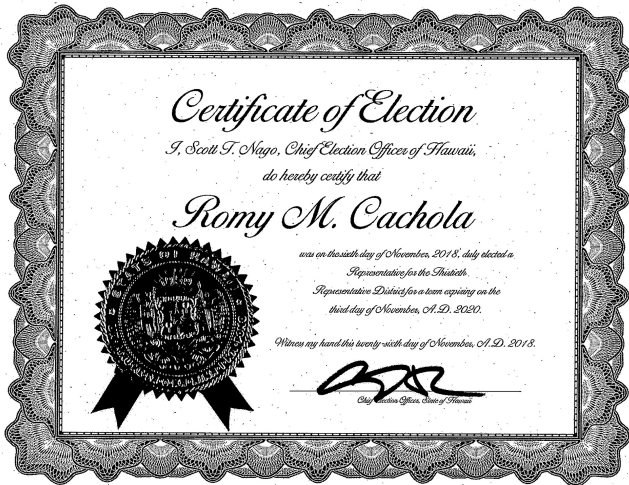 Certificate of Election
I, Scott T. Nago, Chief Election Officer of Hawaii,
do hereby certify that
Romy M. Cachola
was on the sixth day of November, 2018, duly elected a
Representative for the Thirtieth
Representative District for a term expiring on the
third day of November, A.D. 2020.
Witness my hand this twenty-sixth day of November, A.D. 2018.
STATE OF HAWAII
Chief Election Officer, State of Hawaii